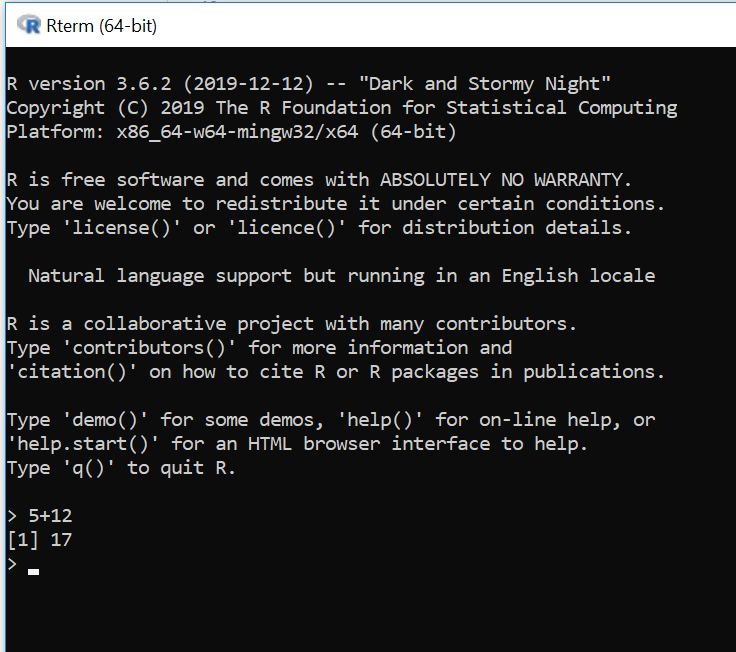 Rterm (64-bit)
R version 3.6.2 (2019-12-12) -- "Dark and Stormy Night"
Copyright (C) 2019 The R Foundation for Statistical Computing
Platform: x86_64-w64-mingw32/x64 (64-bit)
R is free software and comes with ABSOLUTELY NO WARRANTY.
You are welcome to redistribute it under certain conditions.
Type 'license()' or 'licence()' for distribution details.
Natural language support but running in an English locale
R is a collaborative project with many contributors.
Type 'contributors()' for more information and
'citation()' on how to cite R or R packages in publications.
Type 'demo()' for some demos, 'help()' for on-line help, or
'help.start()' for an HTML browser interface to help.
Type 'q()' to quit R.
> 5+12
[1] 17
>